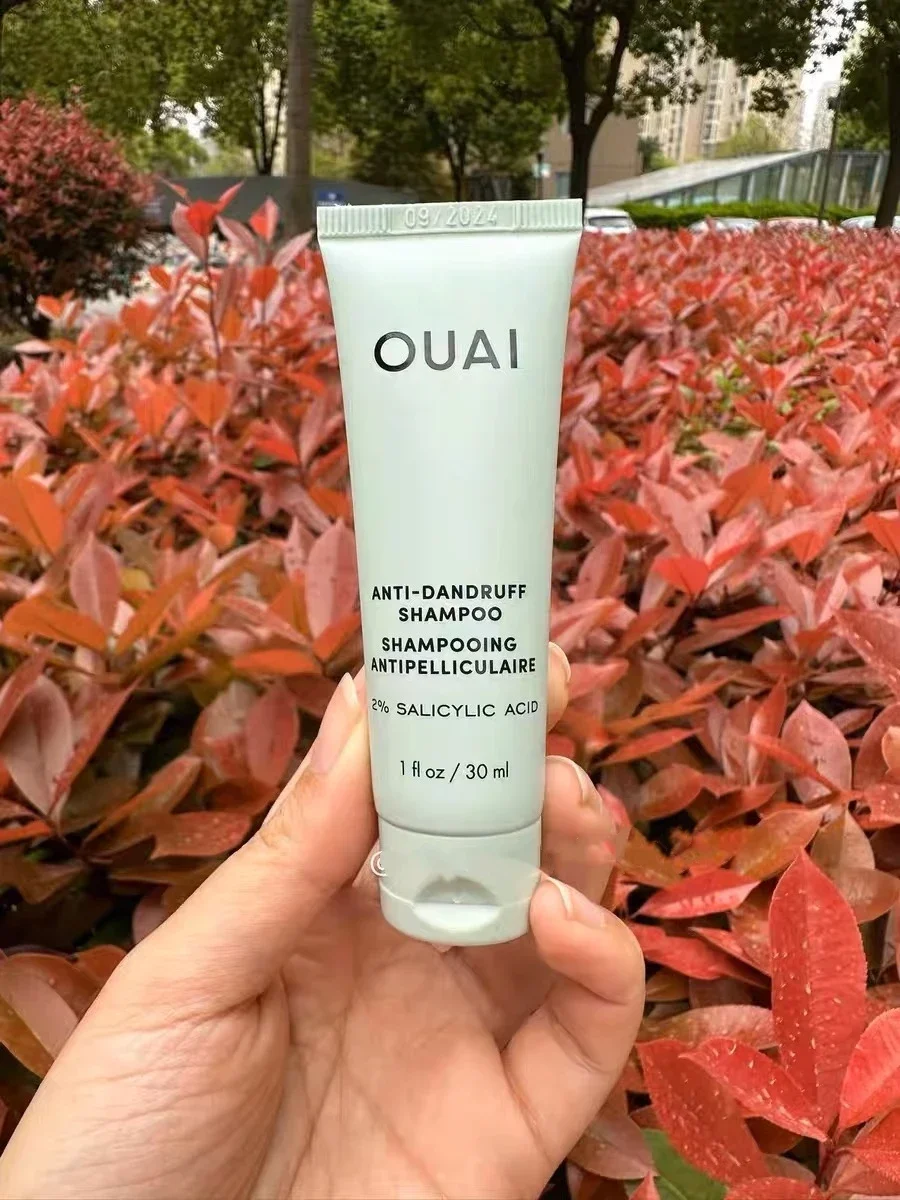 09/2024
OUAI
ANTI-DANDRUFF
SHAMPOO
SHAMPOOING
ANTIPELLICULAIRE
2% SALICYLIC ACID
1 fl oz / 30 ml